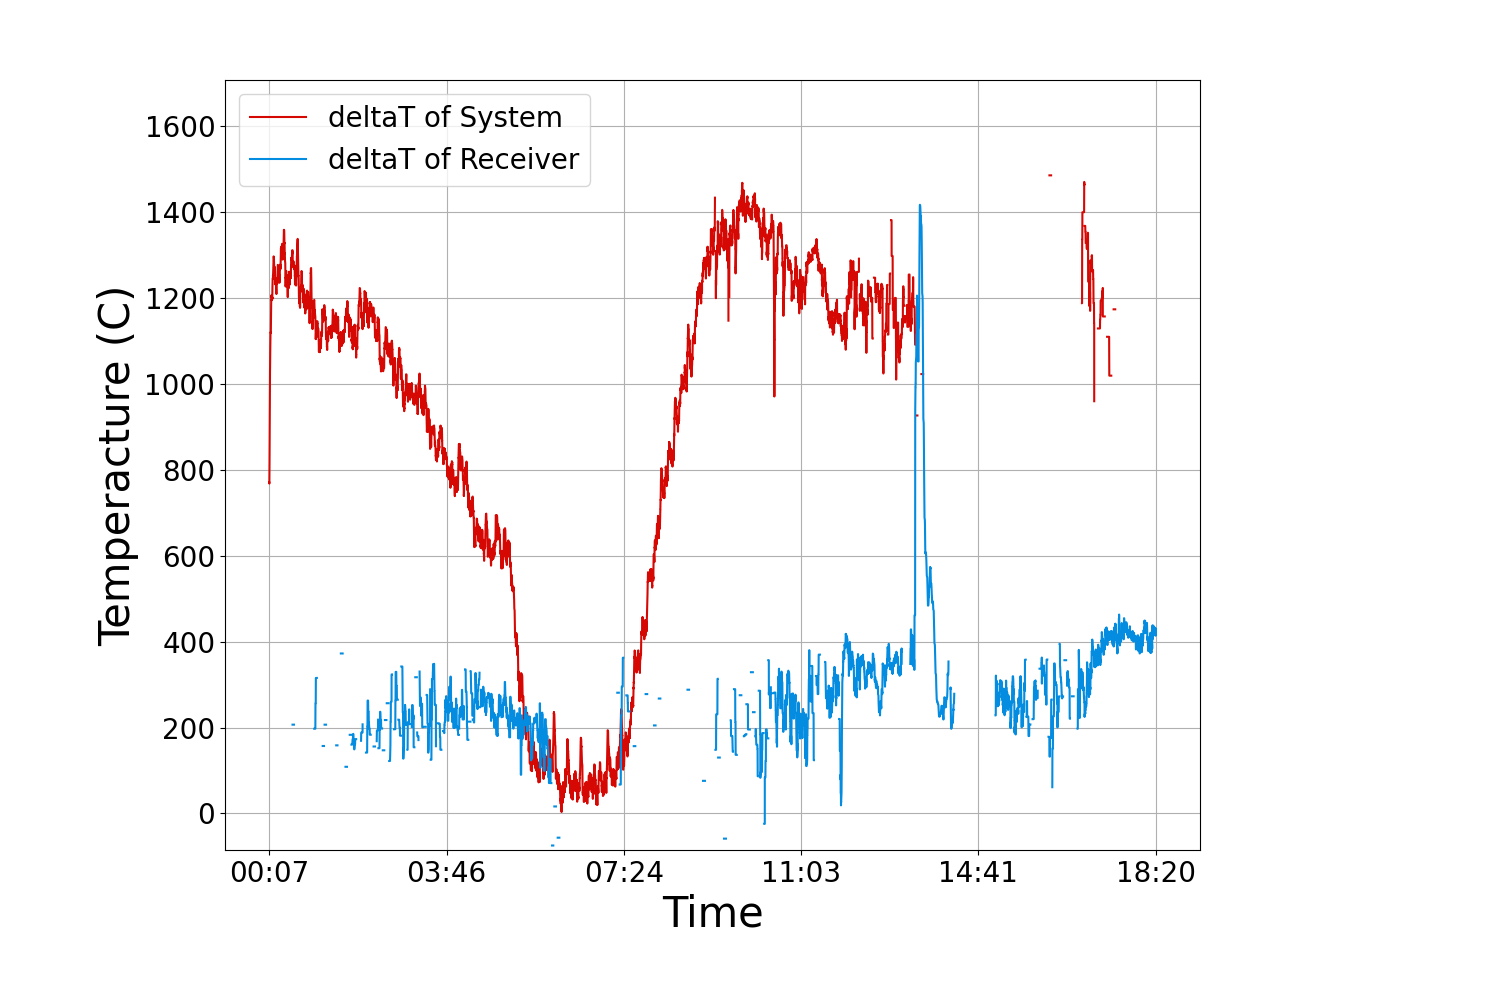 deltaT of System
deltaT of Receiver
1600
1400
1200
1000
800
600
400
200
0
Temperacture (C)
00:07 03:46 07:24 11:03 14:41 18:20
Time